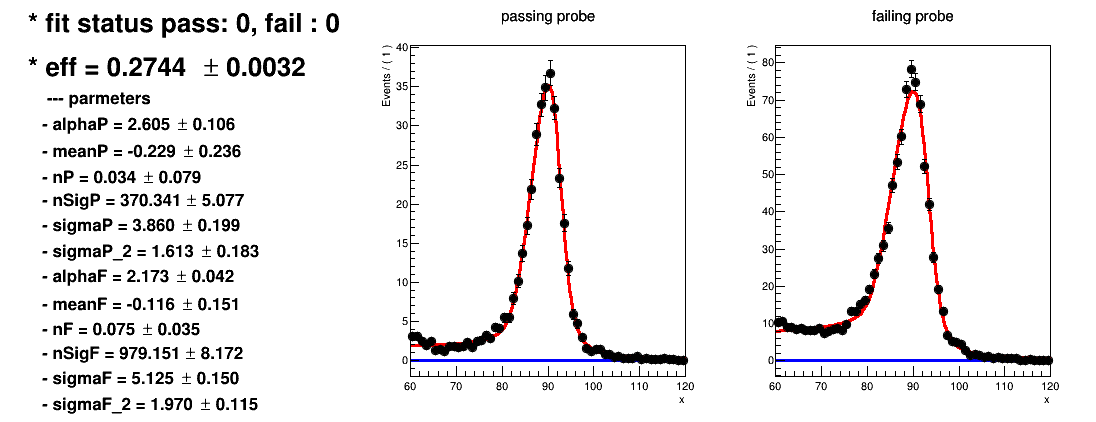 * fit status pass: 0, fail : 0
* eff = 0.2744 ± 0.0032
--- parmeters
- alphaP = 2.605 ± 0.106
- meanP = -0.229 ± 0.236
- nP = 0.034 ± 0.079
- nSigP = 370.341 ± 5.077
- sigmaP = 3.860 ± 0.199
- sigmaP_2 = 1.613 ± 0.183
- alphaF = 2.173 ± 0.042
- meanF = -0.116 ± 0.151
- nF = 0.075 ± 0.035
- nSigF = 979.151 ± 8.172
- sigmaF = 5.125 ± 0.150
- sigmaF_2 = 1.970 ± 0.115
passing probe
Events / ( 1 )
40
35
30
25
20
15
10
5
0
60 70 80 90 100 110 120
x
failing probe
Events / ( 1 )
80
70
60
50
40
30
20
10
0
60 70 80 90 100 110 120
x